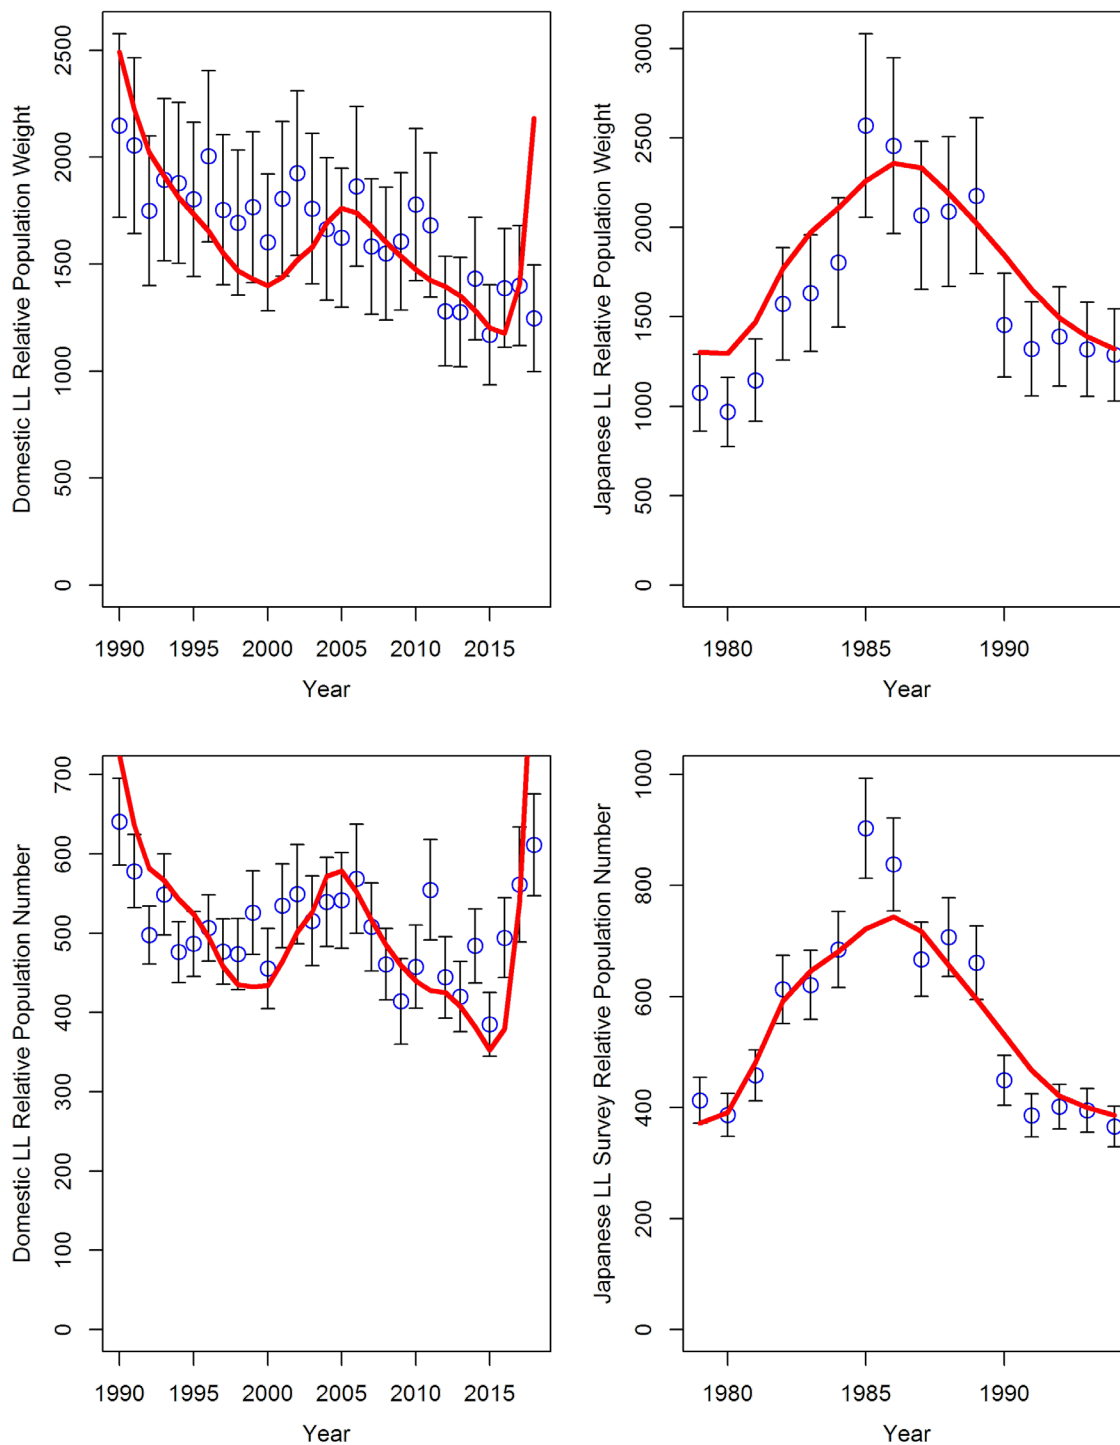 Domestic LL Relative Population Weight
2500
2000
1500
1000
500
0
1990 1995 2000 2005 2010 2015
Year
Japanese LL Relative Population Weight
3000
2500
2000
1500
1000
500
0
1980 1985 1990
Year
Domestic LL Relative Population Number
700
600
500
400
300
200
100
0
1990 1995 2000 2005 2010 2015
Year
Japanese LL Survey Relative Population Number
1000
800
600
400
200
0
1980 1985 1990
Year